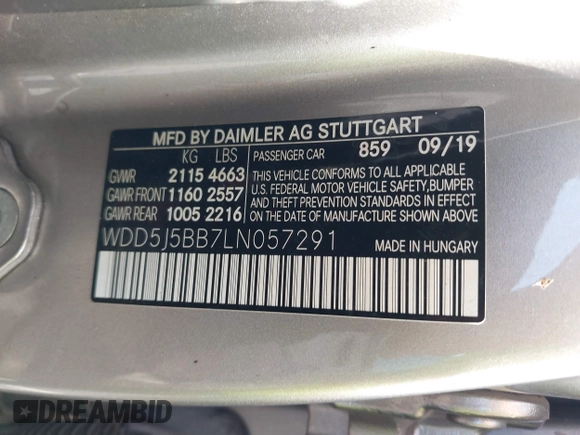 MFD BY DAIMLER AG STUTTGART
KG LBS PASSENGER CAR 859 09/19
GVWR 2115 4663 THIS VEHICLE CONFORMS TO ALL APPLICABLE
GAWR FRONT 1160 2557 U.S. FEDERAL MOTOR VEHICLE SAFETY,BUMPER
AND THEFT PREVENTION STANDARDS IN EFFECT
GAWR REAR 1005 2216 ON THE DATE OF MANUFACTURE SHOWN ABOVE.
WDD5J5BB7LN057291 MADE IN HUNGARY
DREAMBID